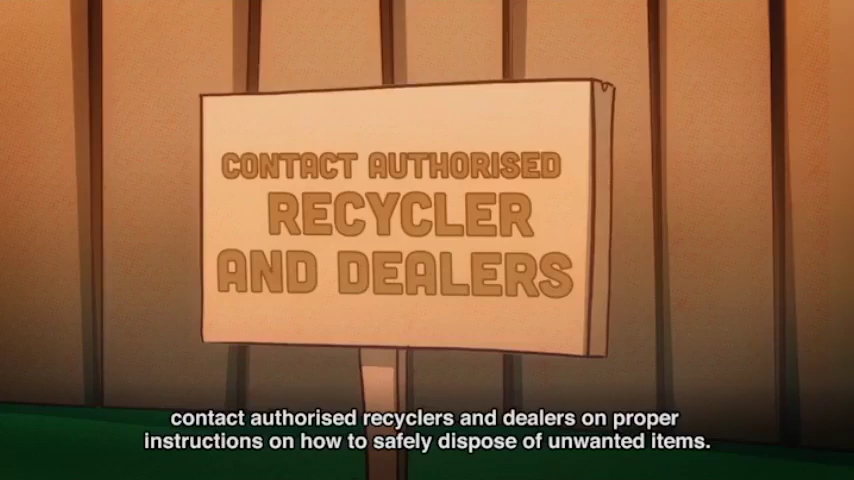 CONTACT AUTHORISED
RECYCLER
AND DEALERS
contact authorised recyclers and dealers on proper
instructions on how to safely dispose of unwanted items.